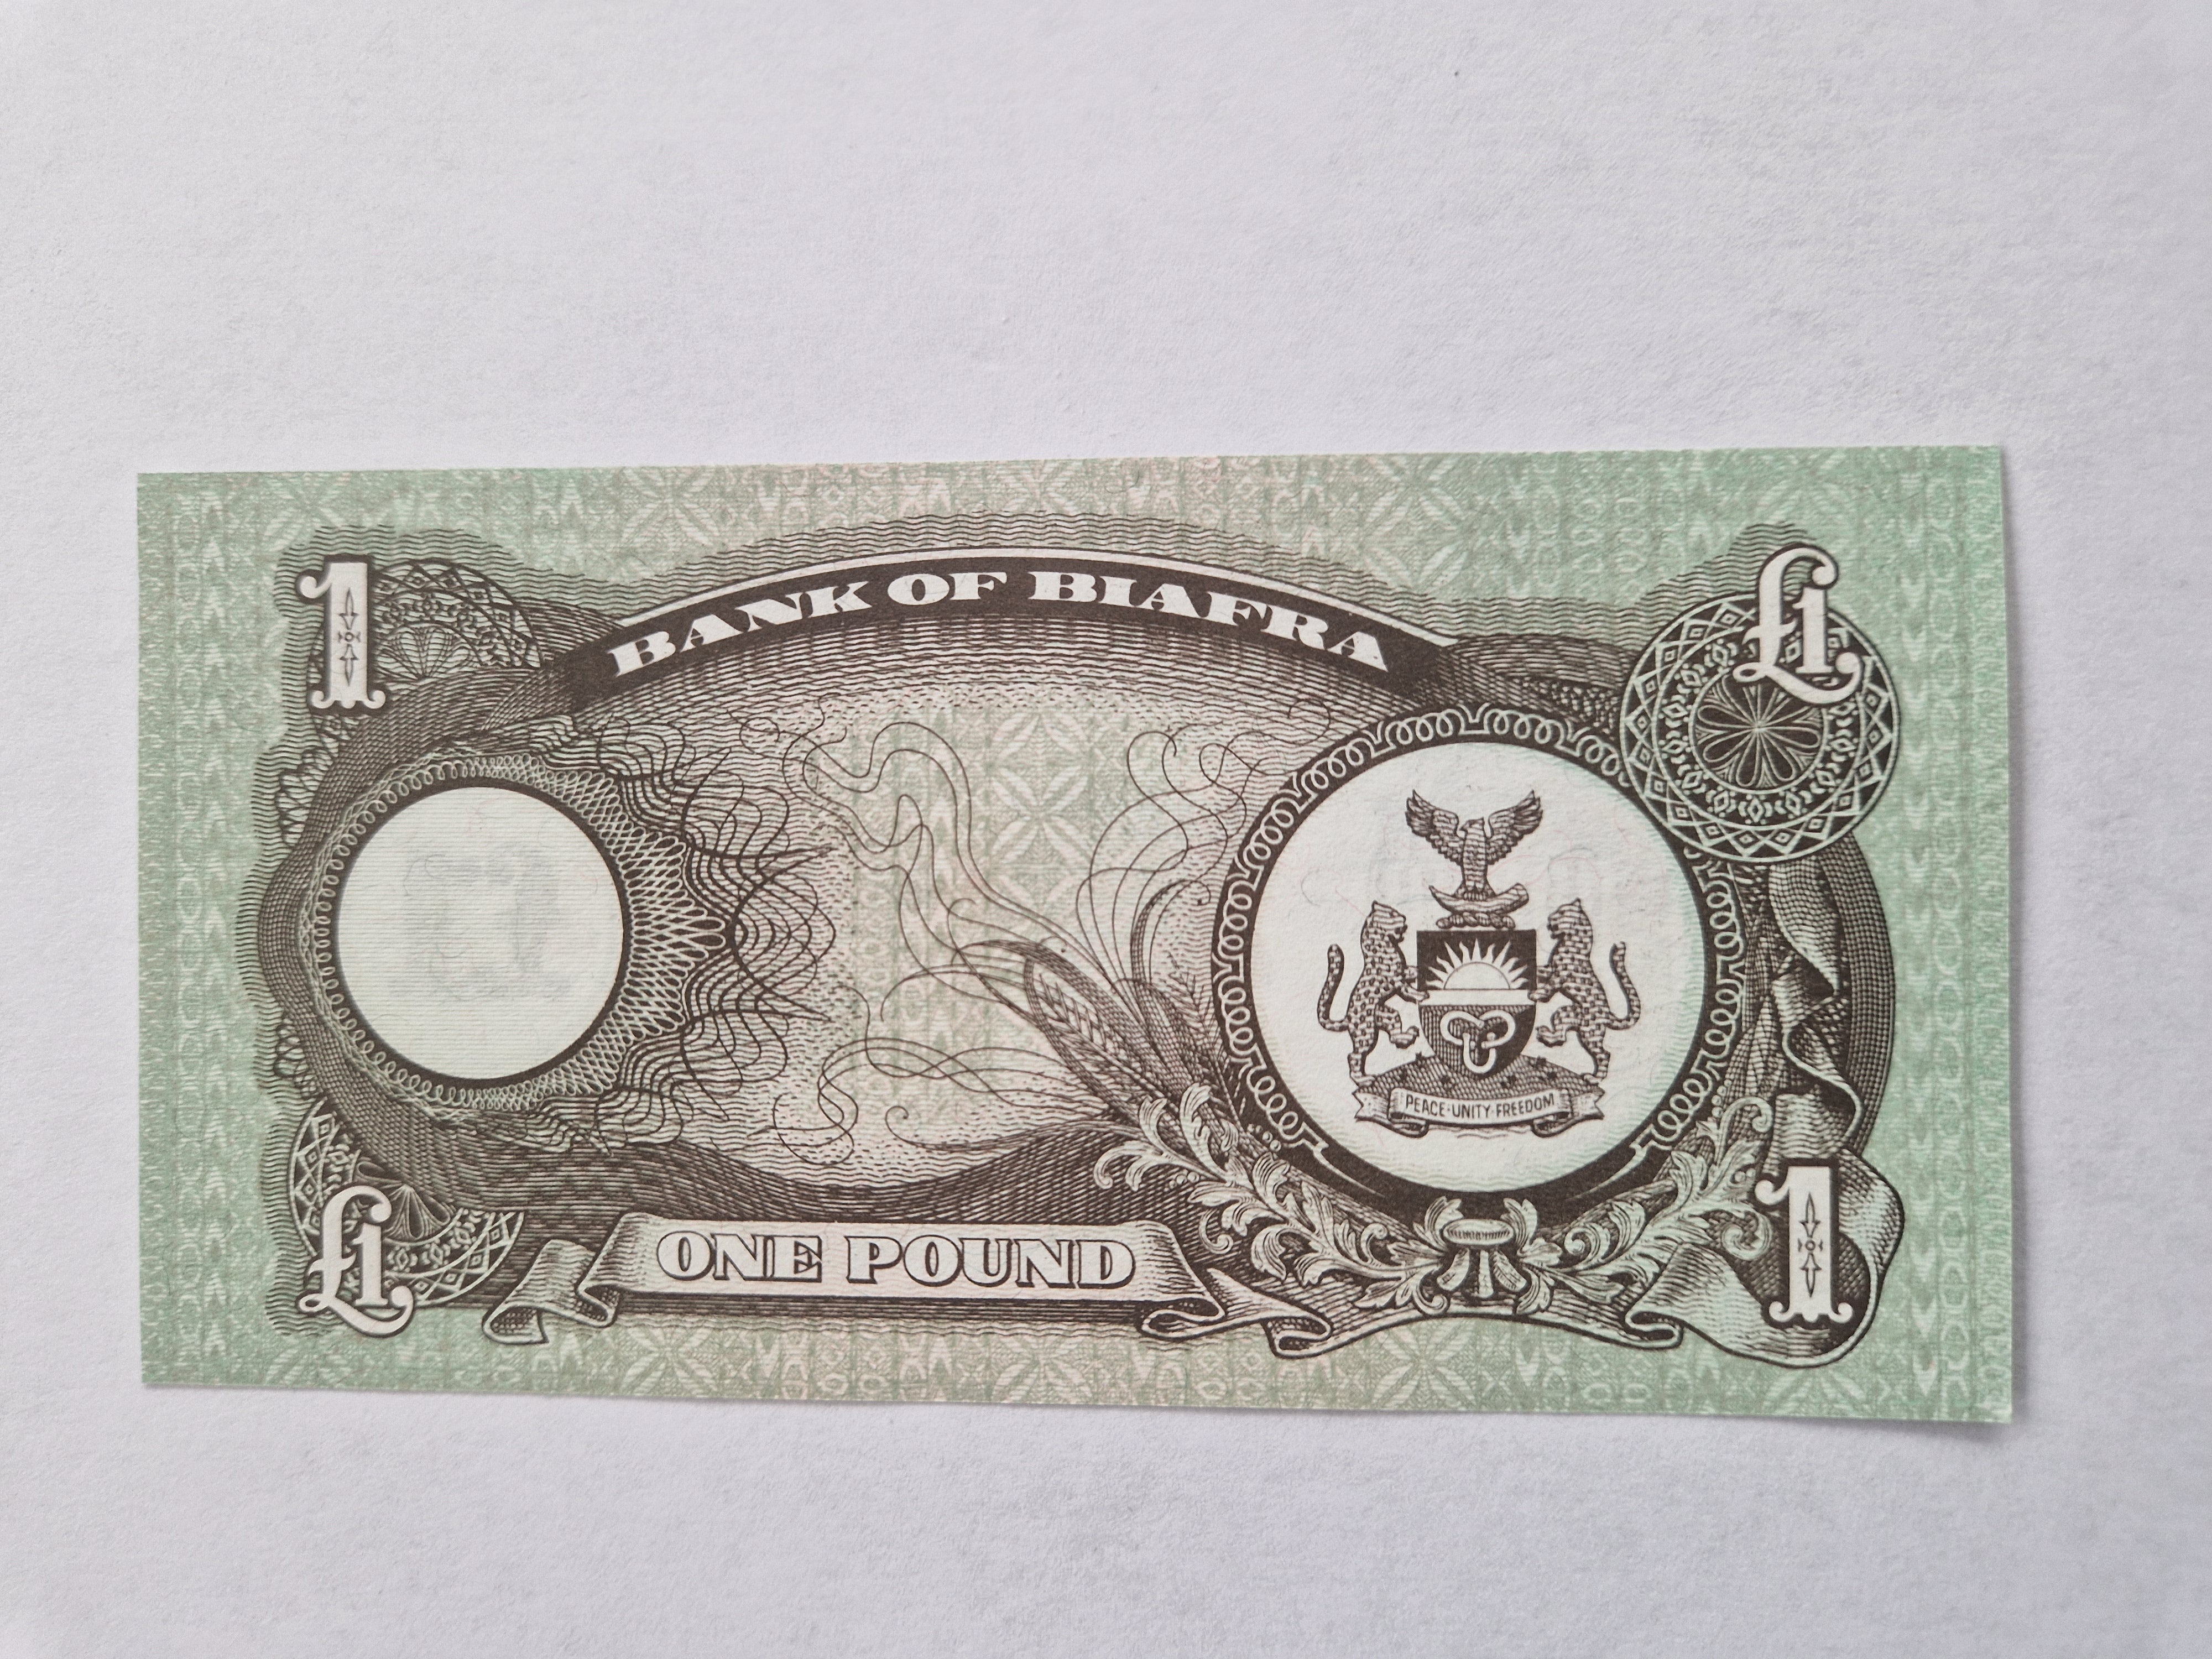 1
£1
BANK OF BIAFRA
PEACE·UNITY·FREEDOM
£1
ONE POUND
1